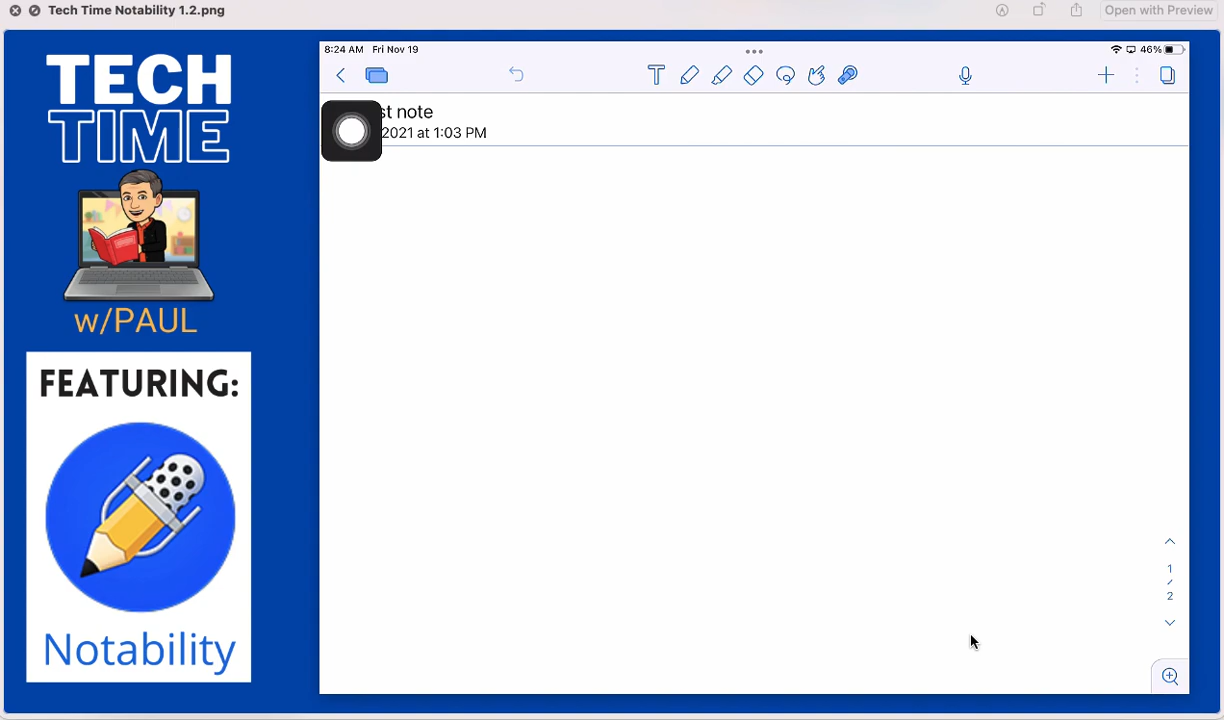 Tech Time Notability 1.2.png
Open with Preview
TECH
TIME
w/PAUL
FEATURING:
Notability
8:24 AM Fri Nov 19
46%
st note
2021 at 1:03 PM
1
2